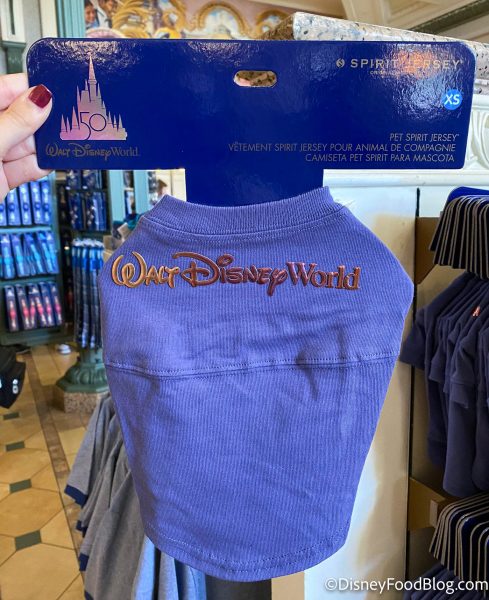 50
WALT DISNEY World.
SPIRIT JERSEY®
XS
PET SPIRIT JERSEY®
VÊTEMENT SPIRIT JERSEY POUR ANIMAL DE COMPAGNIE
CAMISETA PET SPIRIT PARA MASCOTA
WALT DISNEY World
©DisneyFoodBlog.com